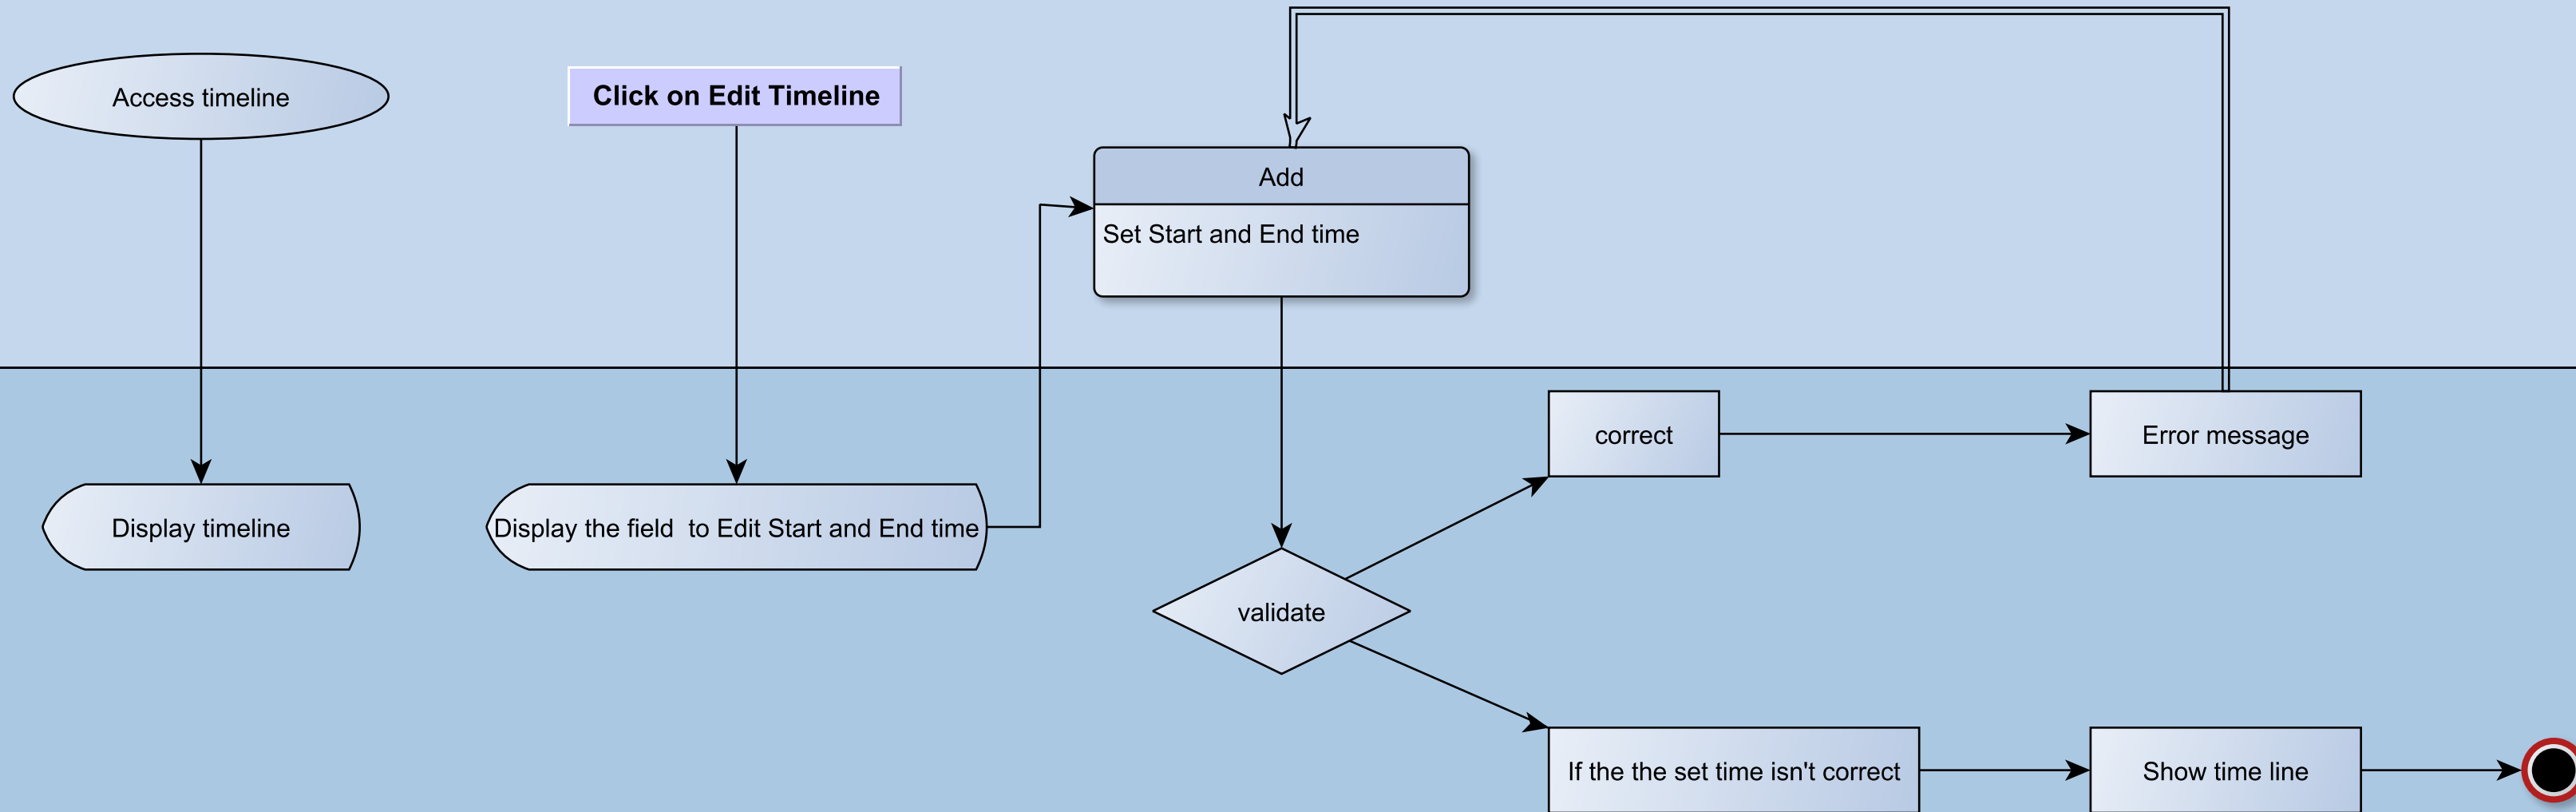 Access timeline
Click on Edit Timeline
Add
Set Start and End time
correct
Error message
Display timeline
Display the field  to Edit Start and End time
validate
If the the set time isn't correct
Show time line